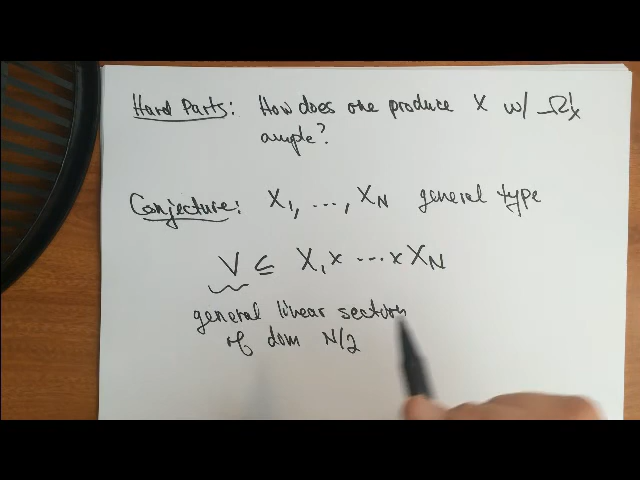 Hard Parts: How does one produce X w/ Ω¹x
ample?
Conjecture: X1, ..., XN general type
V ⊆ X1 x ... x XN
general linear section
of dim N/2